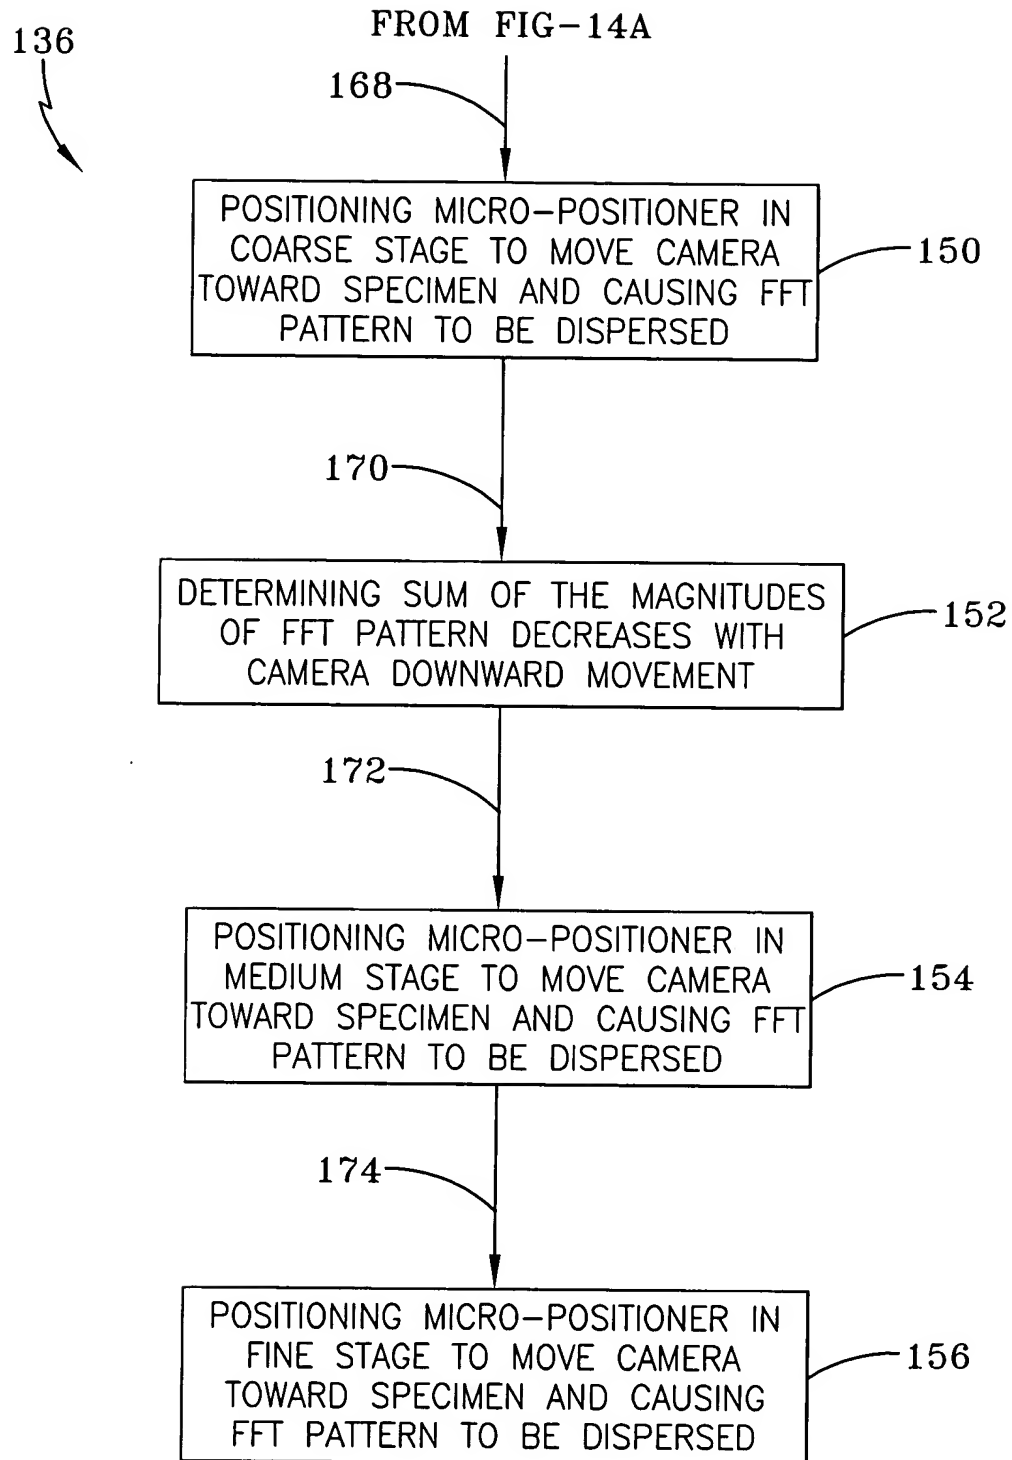 FROM FIG-14A
136
168
POSITIONING MICRO-POSITIONER IN
COARSE STAGE TO MOVE CAMERA
TOWARD SPECIMEN AND CAUSING FFT
PATTERN TO BE DISPERSED
150
170
DETERMINING SUM OF THE MAGNITUDES
OF FFT PATTERN DECREASES WITH
CAMERA DOWNWARD MOVEMENT
152
172
POSITIONING MICRO-POSITIONER IN
MEDIUM STAGE TO MOVE CAMERA
TOWARD SPECIMEN AND CAUSING FFT
PATTERN TO BE DISPERSED
154
174
POSITIONING MICRO-POSITIONER IN
FINE STAGE TO MOVE CAMERA
TOWARD SPECIMEN AND CAUSING
FFT PATTERN TO BE DISPERSED
156